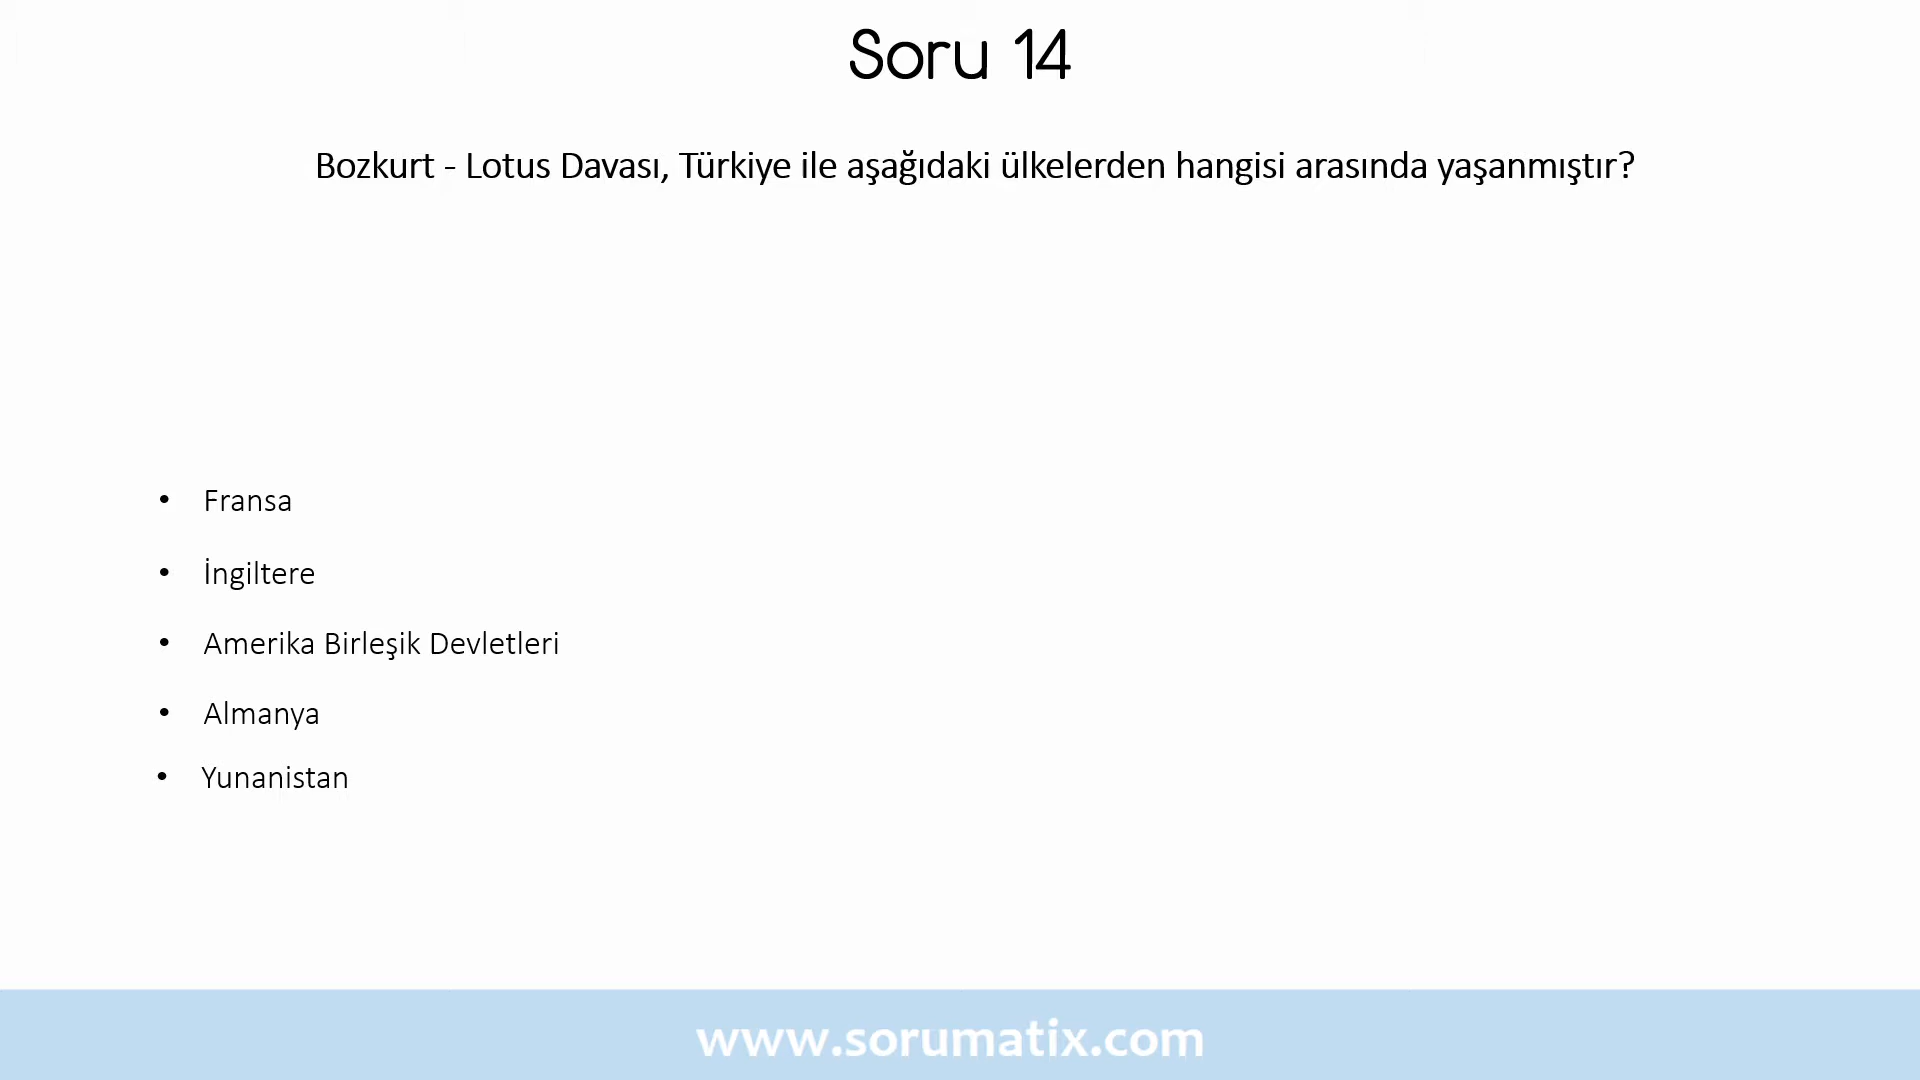 Soru 14
Bozkurt - Lotus Davası, Türkiye ile aşağıdaki ülkelerden hangisi arasında yaşanmıştır?
• Fransa
• İngiltere
• Amerika Birleşik Devletleri
• Almanya
• Yunanistan
www.sorumatix.com